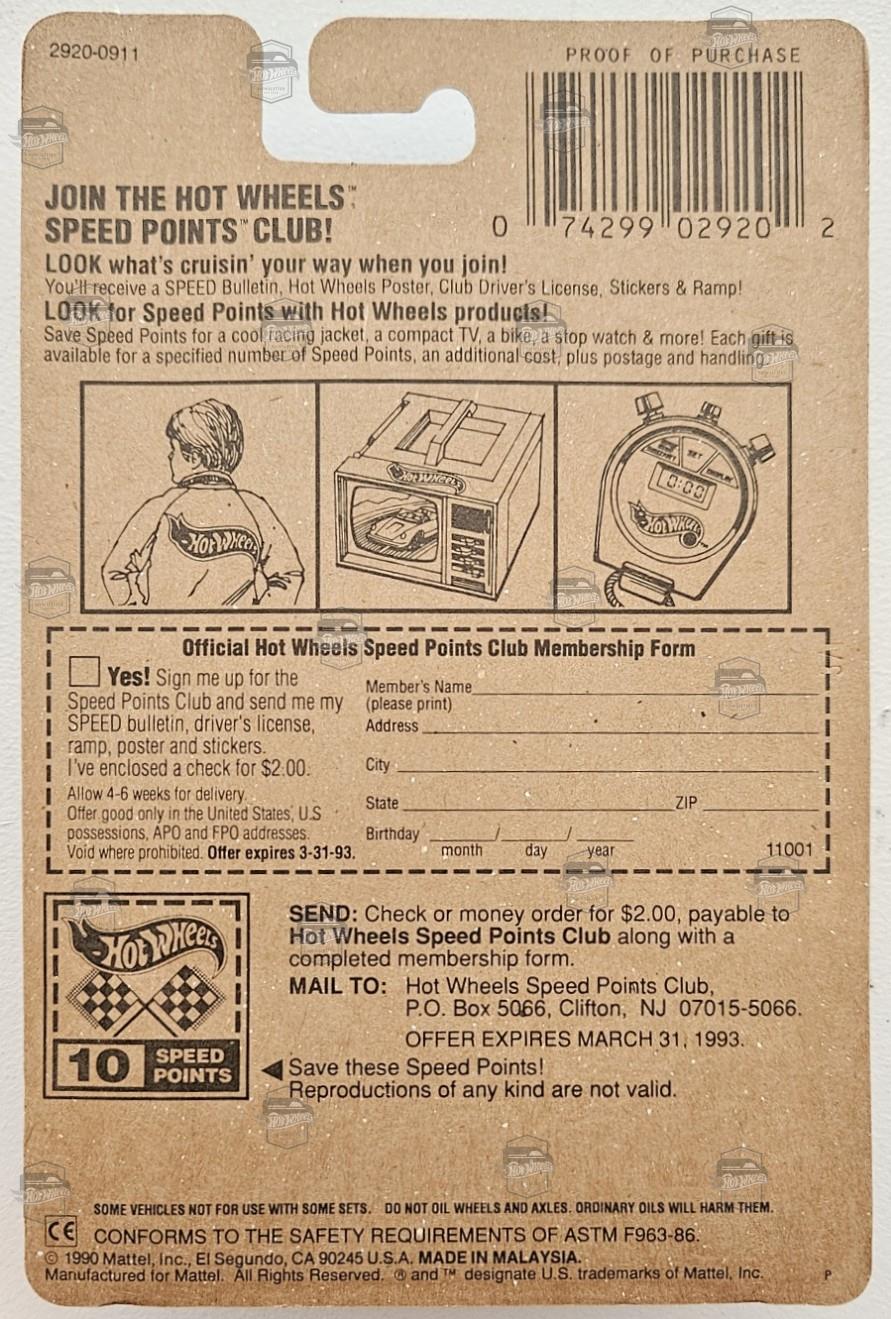 2920-0911
PROOF OF PURCHASE
0 74299 02920 2
JOIN THE HOT WHEELS™
SPEED POINTS™ CLUB!
LOOK what's cruisin' your way when you join!
You'll receive a SPEED Bulletin, Hot Wheels Poster, Club Driver's License, Stickers & Ramp!
LOOK for Speed Points with Hot Wheels products!
Save Speed Points for a cool racing jacket, a compact TV, a bike, a stop watch & more! Each gift is
available for a specified number of Speed Points, an additional cost, plus postage and handling.
HOT WHEELS
HOT WHEELS
SET
0:00
HOT WHEELS
Official Hot Wheels Speed Points Club Membership Form
Yes! Sign me up for the
Speed Points Club and send me my
SPEED bulletin, driver's license,
ramp, poster and stickers.
I've enclosed a check for $2.00.
Allow 4-6 weeks for delivery.
Offer good only in the United States, U.S
possessions, APO and FPO addresses.
Void where prohibited. Offer expires 3-31-93.
Member's Name
(please print)
Address
City
State ZIP
Birthday / /
month day year
11001
HOT WHEELS
10 SPEED
POINTS
SEND: Check or money order for $2.00, payable to
Hot Wheels Speed Points Club along with a
completed membership form.
MAIL TO: Hot Wheels Speed Points Club,
P.O. Box 5066, Clifton, NJ 07015-5066.
OFFER EXPIRES MARCH 31, 1993.
◀ Save these Speed Points!
Reproductions of any kind are not valid.
SOME VEHICLES NOT FOR USE WITH SOME SETS. DO NOT OIL WHEELS AND AXLES. ORDINARY OILS WILL HARM THEM.
CE CONFORMS TO THE SAFETY REQUIREMENTS OF ASTM F963-86.
© 1990 Mattel, Inc., El Segundo, CA 90245 U.S.A. MADE IN MALAYSIA.
Manufactured for Mattel. All Rights Reserved. ® and ™ designate U.S. trademarks of Mattel, Inc. P